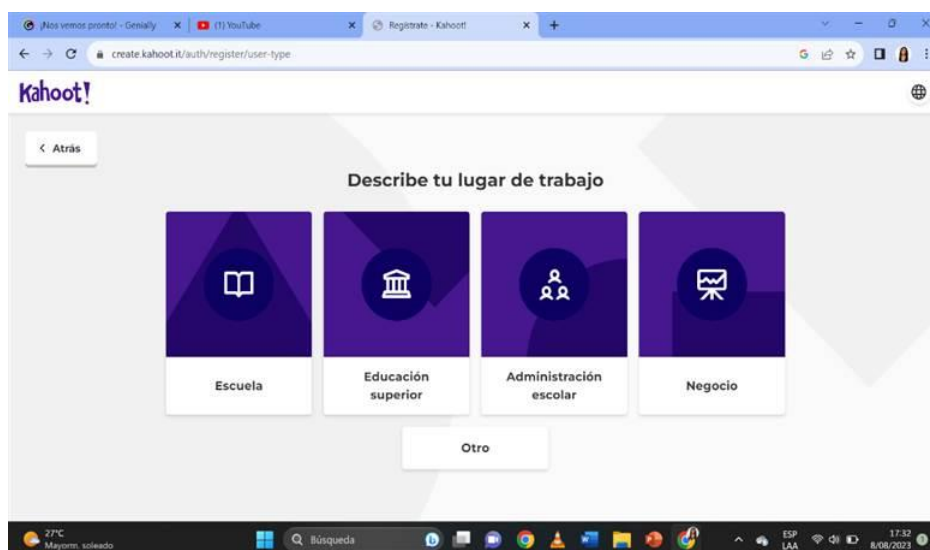 ¡Nos vemos pronto! - Genially
(1) YouTube
Regístrate - Kahoot!
create.kahoot.it/auth/register/user-type
Kahoot!
Atrás
Describe tu lugar de trabajo
Escuela
Educación
superior
Administración
escolar
Negocio
Otro
27°C
Mayorm. soleado
Búsqueda
ESP
LAA
17:32
8/08/2023